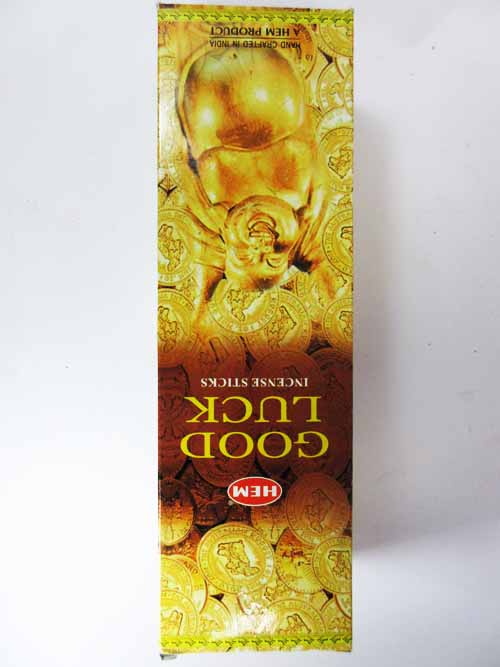 HEM
®
GOOD
LUCK
INCENSE STICKS
A HEM PRODUCT
HAND CRAFTED IN INDIA